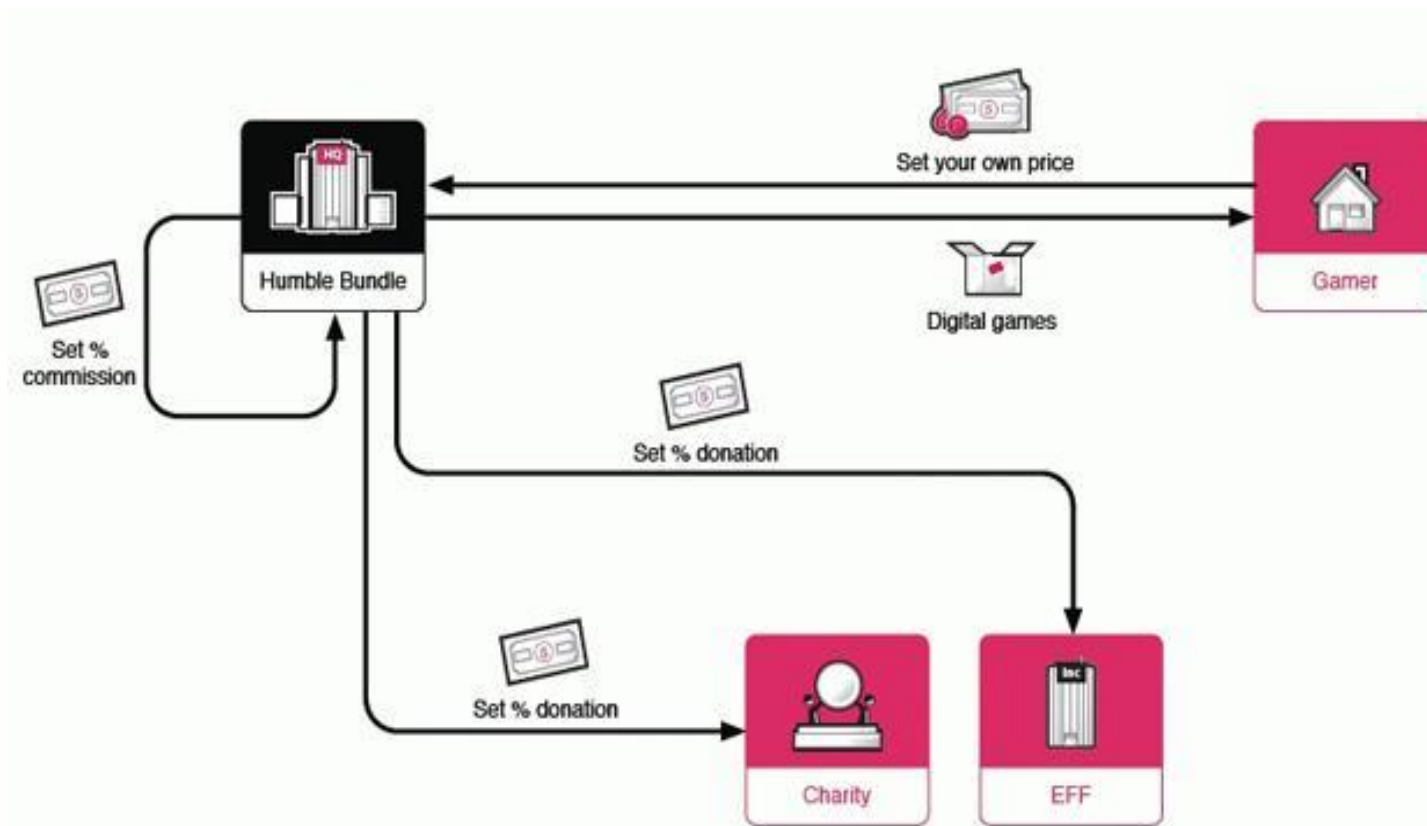 HQ
Humble Bundle
Set your own price
Gamer
Digital games
Set %
commission
Set % donation
Set % donation
Inc
Charity
EFF